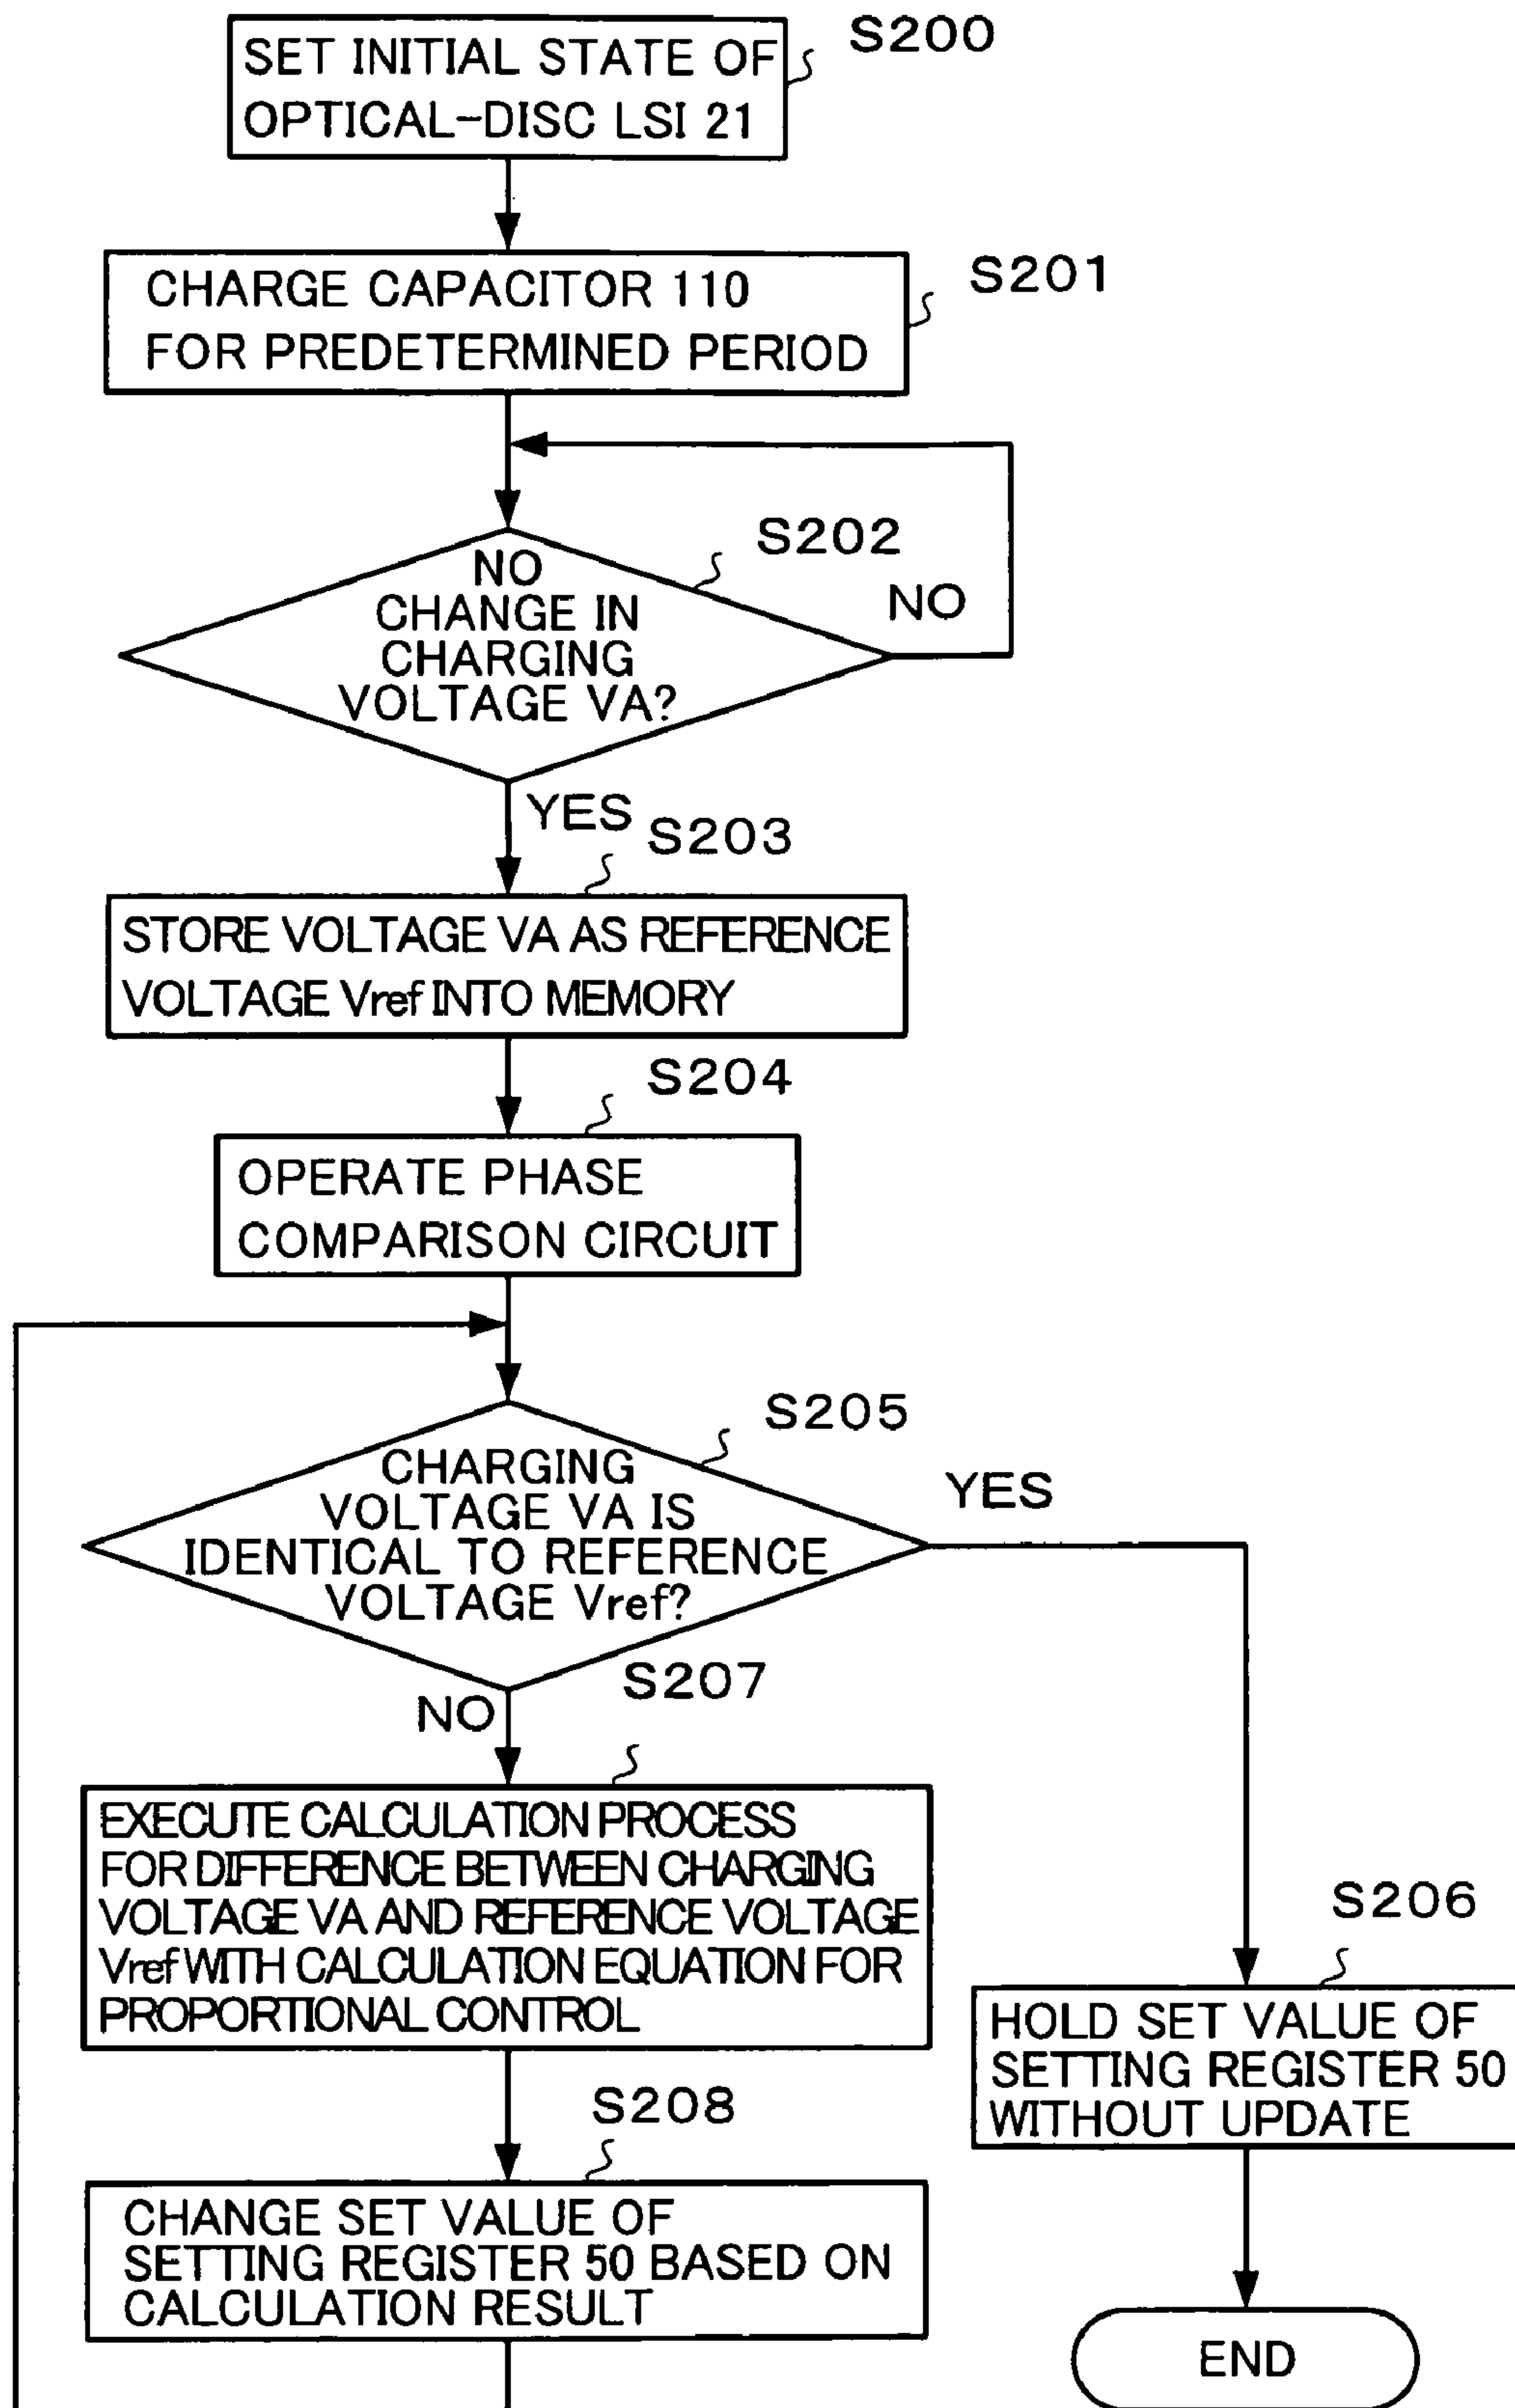 S200
SET INITIAL STATE OF
OPTICAL-DISC LSI 21
S201
CHARGE CAPACITOR 110
FOR PREDETERMINED PERIOD
S202
NO
CHANGE IN
CHARGING
VOLTAGE VA?
NO
YES
S203
STORE VOLTAGE VA AS REFERENCE
VOLTAGE Vref INTO MEMORY
S204
OPERATE PHASE
COMPARISON CIRCUIT
S205
CHARGING
VOLTAGE VA IS
IDENTICAL TO REFERENCE
VOLTAGE Vref?
YES
NO
S207
EXECUTE CALCULATION PROCESS
FOR DIFFERENCE BETWEEN CHARGING
VOLTAGE VA AND REFERENCE VOLTAGE
Vref WITH CALCULATION EQUATION FOR
PROPORTIONAL CONTROL
S206
HOLD SET VALUE OF
SETTING REGISTER 50
WITHOUT UPDATE
S208
CHANGE SET VALUE OF
SETTING REGISTER 50 BASED ON
CALCULATION RESULT
END